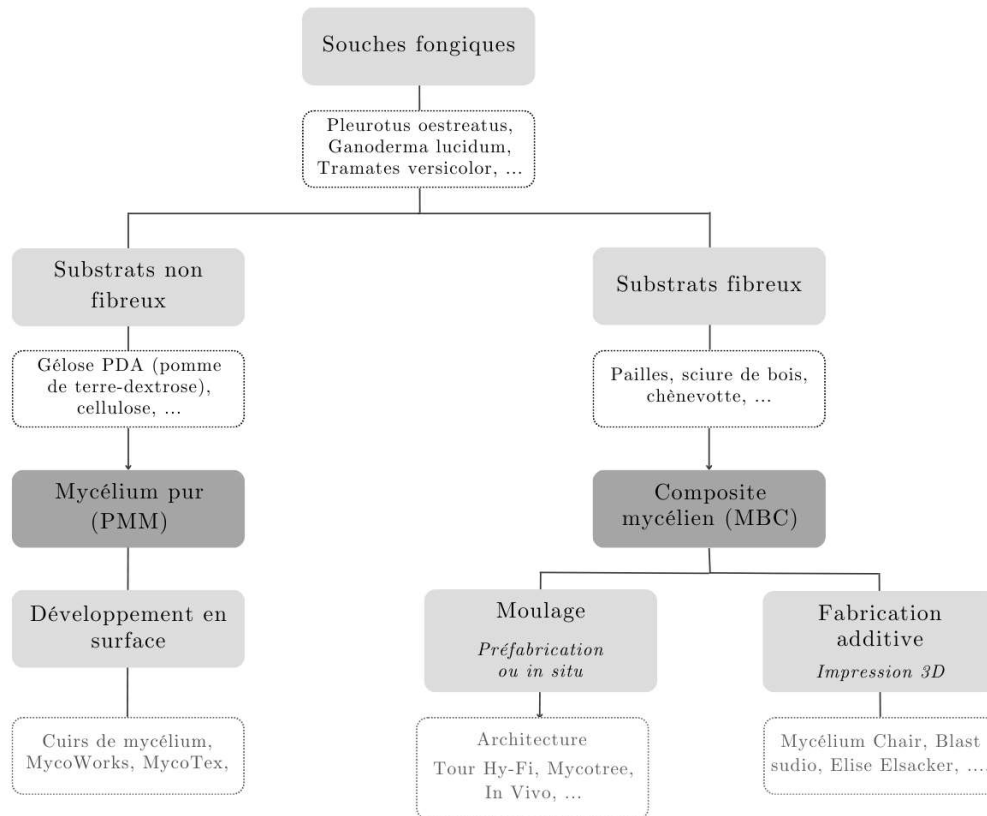 Souches fongiques
Pleurotus oestreatus,
Ganoderma lucidum,
Tramates versicolor, ...
Substrats non
fibreux
Substrats fibreux
Gélose PDA (pomme
de terre-dextrose),
cellulose, ...
Pailles, sciure de bois,
chènevotte, ...
Mycélium pur
(PMM)
Composite
mycélien (MBC)
Développement en
surface
Moulage
Préfabrication
ou in situ
Fabrication
additive
Impression 3D
Cuirs de mycélium,
MycoWorks, MycoTex,
Architecture
Tour Hy-Fi, Mycotree,
In Vivo, ...
Mycélium Chair, Blast
sudio, Elise Elsacker, ....